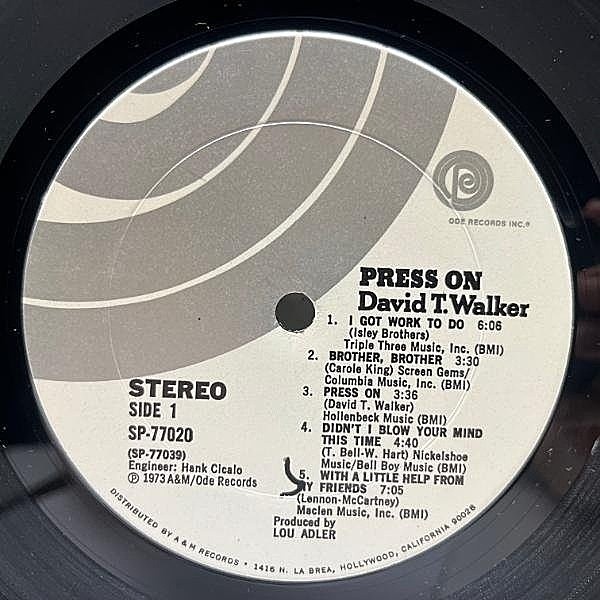 ODE RECORDS INC.®
PRESS ON
David T. Walker
1. I GOT WORK TO DO 6:06
(Isley Brothers)
Triple Three Music, Inc. (BMI)
2. BROTHER, BROTHER 3:30
(Carole King) Screen Gems/
Columbia Music, Inc. (BMI)
3. PRESS ON 3:36
(David T. Walker)
Hollenbeck Music (BMI)
4. DIDN'T I BLOW YOUR MIND
THIS TIME 4:40
(T. Bell-W. Hart) Nickelshoe
Music/Bell Boy Music (BMI)
5. WITH A LITTLE HELP FROM
MY FRIENDS 7:05
(Lennon-McCartney)
Maclen Music, Inc. (BMI)
Produced by
LOU ADLER
STEREO
SIDE 1
SP-77020
(SP-77039)
Engineer: Hank Cicalo
Ⓟ 1973 A&M/Ode Records
DISTRIBUTED BY A & M RECORDS • 1416 N. LA BREA, HOLLYWOOD, CALIFORNIA 90028